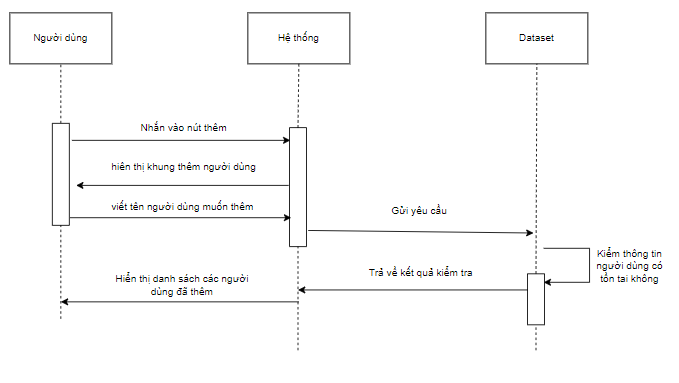 Người dùng
Hệ thống
Dataset
Nhấn vào nút thêm
hiên thị khung thêm người dùng
viết tên người dùng muốn thêm
Gửi yêu cầu
Kiểm thông tin
người dùng có
tồn tai không
Trả về kết quả kiểm tra
Hiển thị danh sách các người
dùng đã thêm